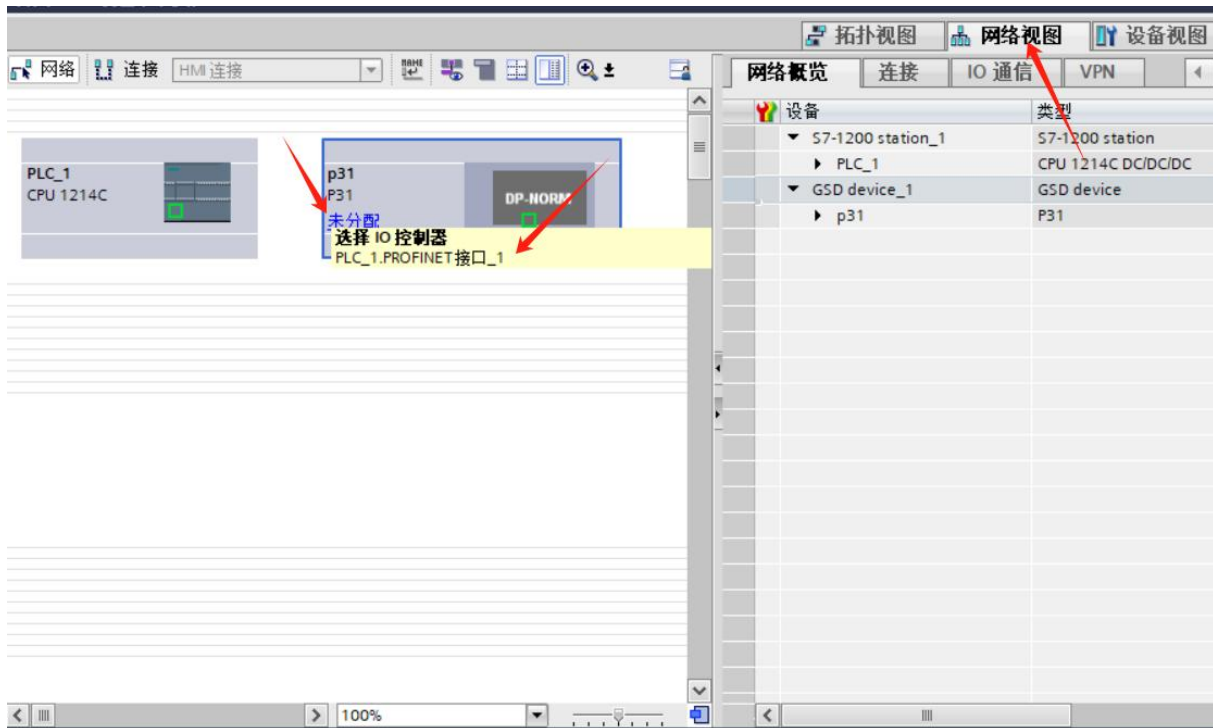 拓扑视图 网络视图 设备视图
网络 连接 HMI 连接
网络概览 连接 IO 通信 VPN
设备 类型
S7-1200 station_1 S7-1200 station
PLC_1 CPU 1214C DC/DC/DC
GSD device_1 GSD device
p31 P31
PLC_1
CPU 1214C
p31
P31
DP-NORM
未分配
选择 IO 控制器
PLC_1.PROFINET接口_1
100%